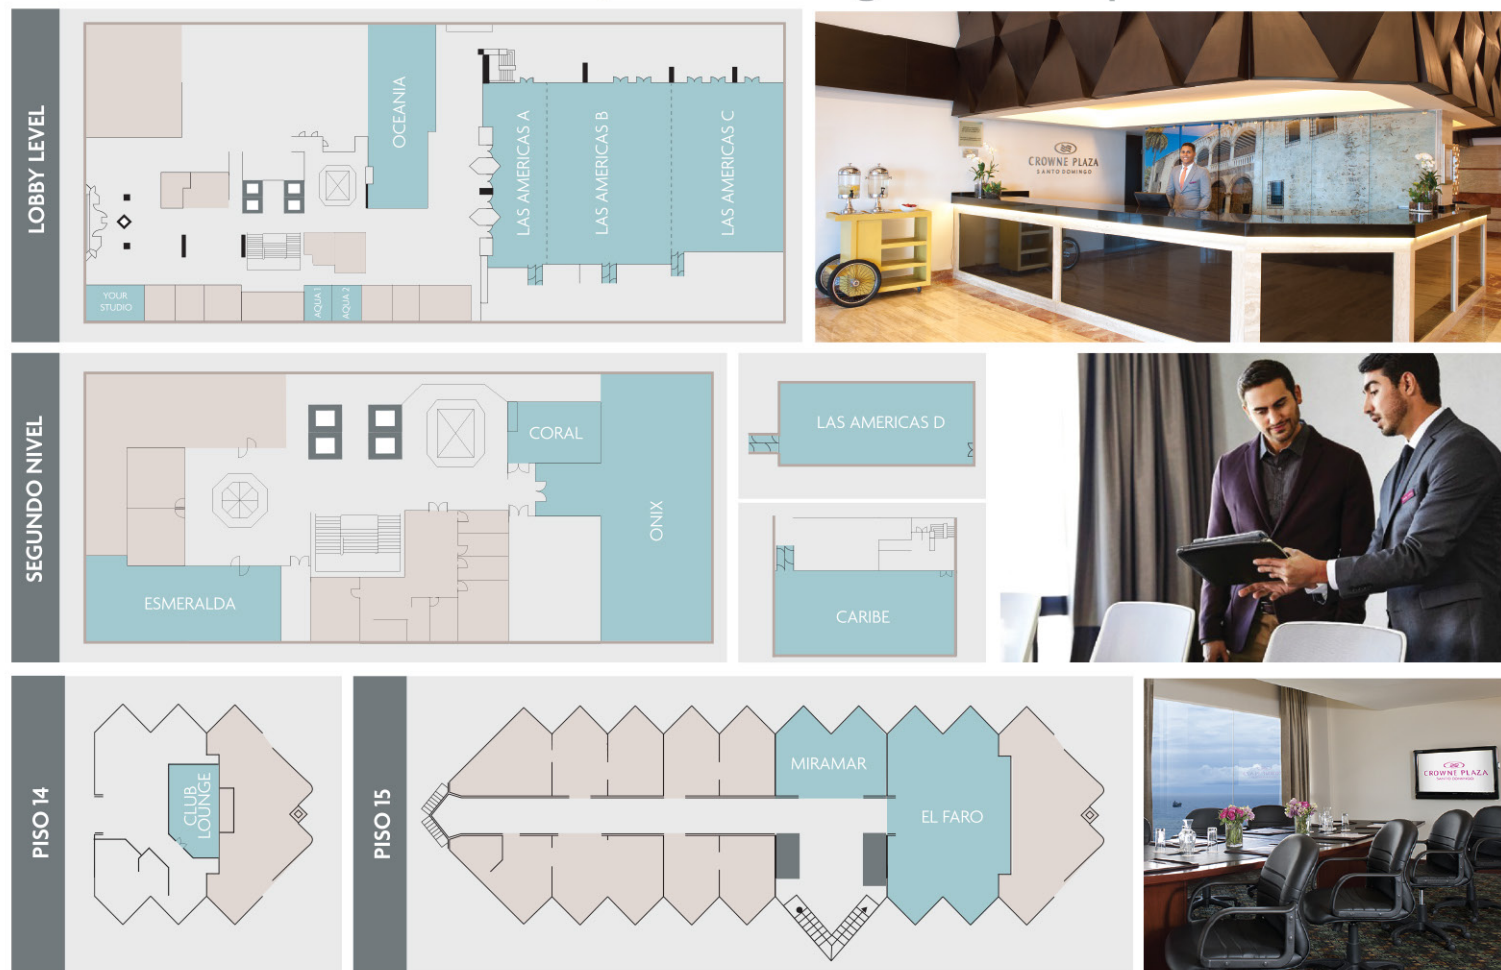 LOBBY LEVEL
OCEANIA
LAS AMERICAS A
LAS AMERICAS B
LAS AMERICAS C
YOUR
STUDIO
AQUA 1
AQUA 2
CROWNE PLAZA
SANTO DOMINGO
SEGUNDO NIVEL
CORAL
ONIX
ESMERALDA
LAS AMERICAS D
CARIBE
PISO 14
CLUB
LOUNGE
PISO 15
MIRAMAR
EL FARO
CROWNE PLAZA
SANTO DOMINGO